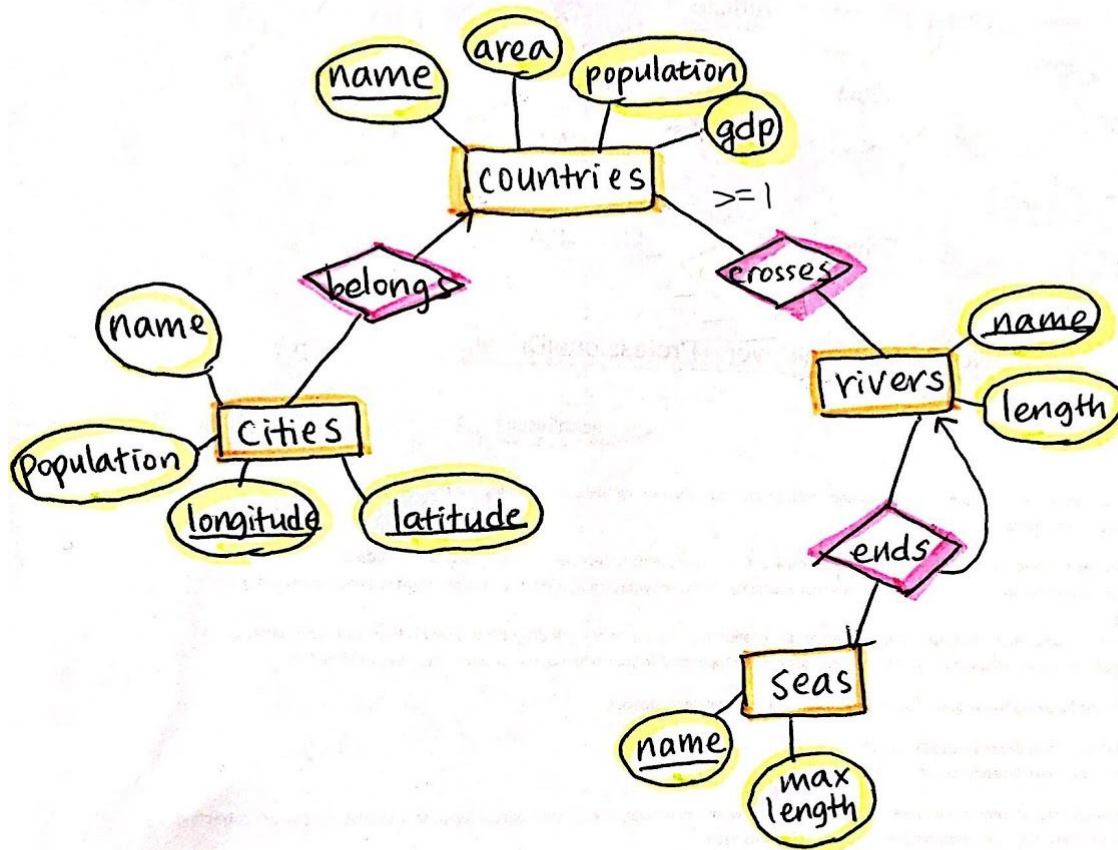 name
area
population
gdp
countries
>=1
belongs
crosses
name
name
rivers
length
cities
population
longitude
latitude
ends
seas
name
max
length